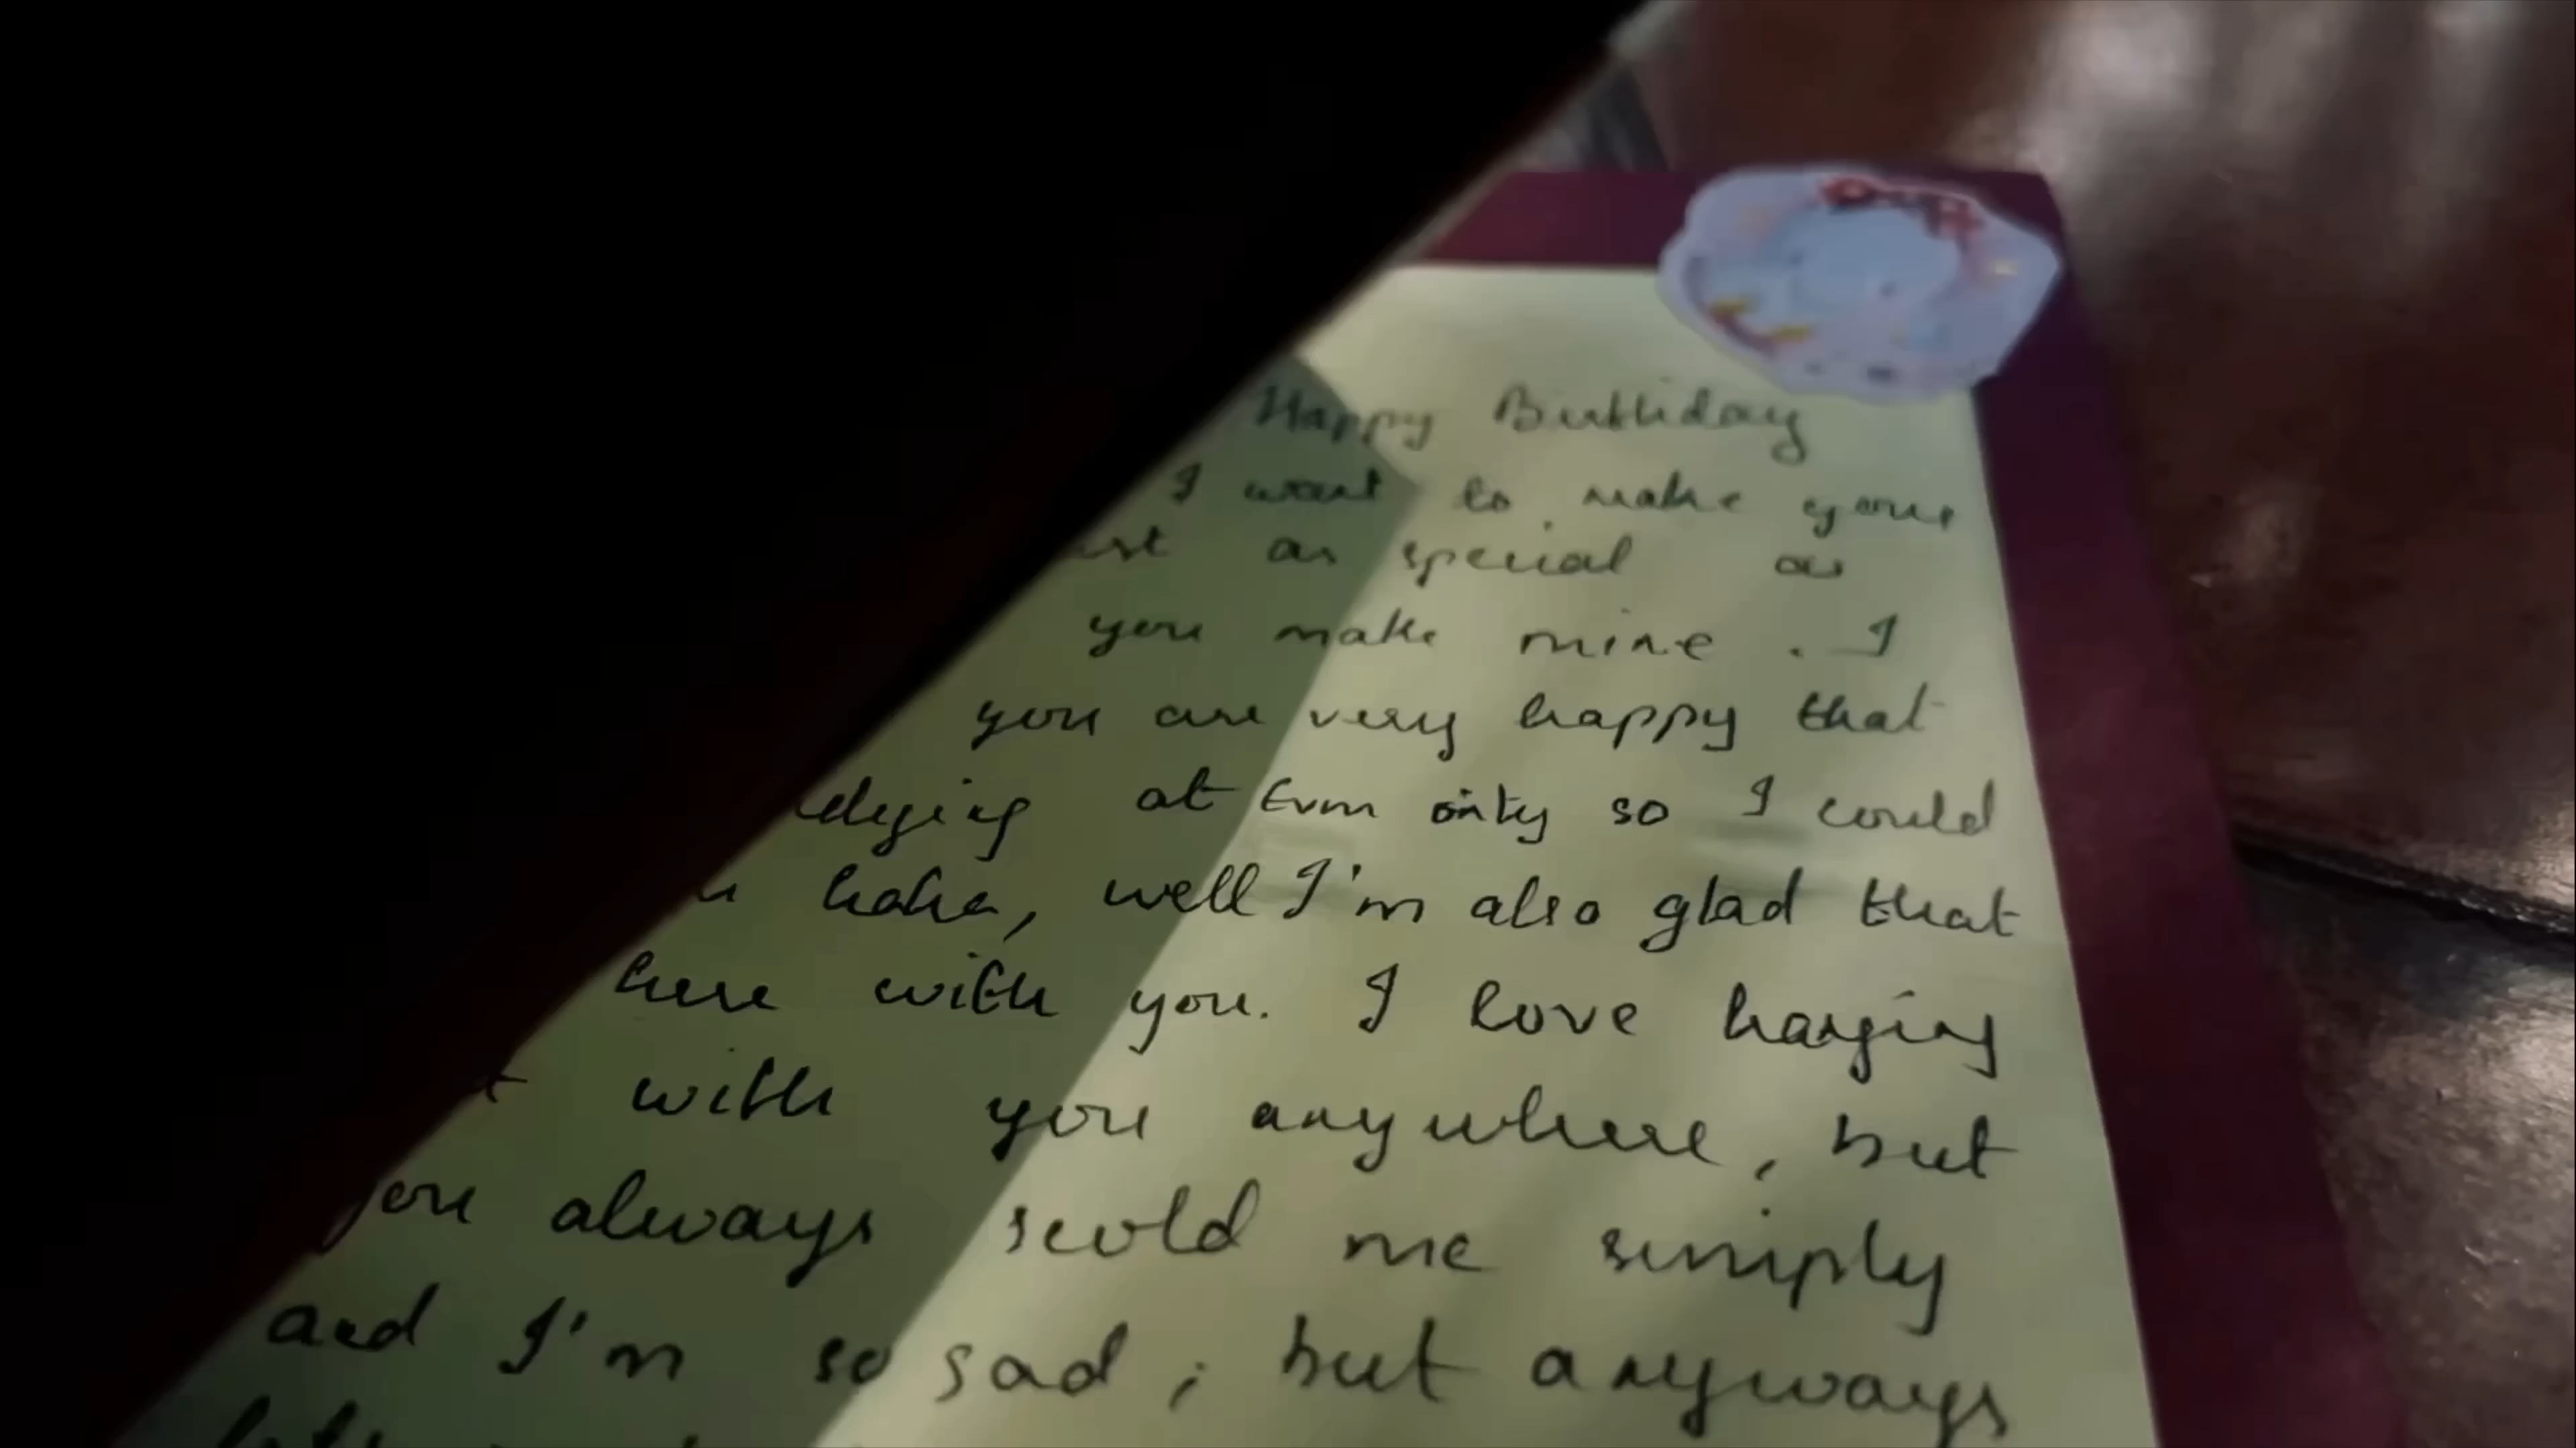 Happy Birthday
I want to make your
as special as
you make mine. I
you are very happy that
at Eum only so I could
haha, well I'm also glad that
here with you. I love hanging
with you anywhere, but
you always scold me simply
and I'm so sad, but anyways